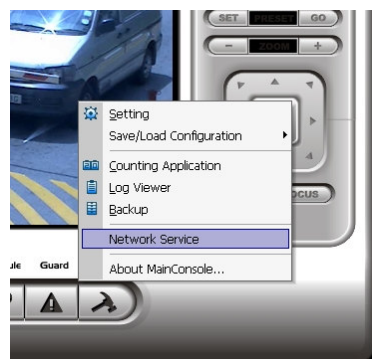 SET PRESET GO
- ZOOM +
Setting
Save/Load Configuration
Counting Application
Log Viewer
Backup
Network Service
About MainConsole...
Guard